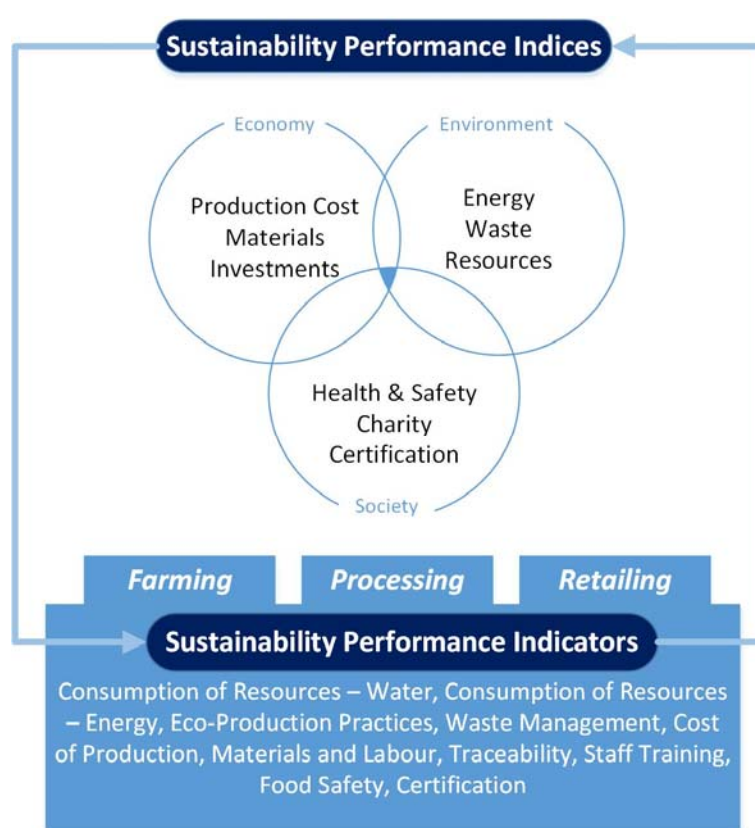 Sustainability Performance Indices
Economy
Environment
Production Cost
Materials
Investments
Energy
Waste
Resources
Health & Safety
Charity
Certification
Society
Farming
Processing
Retailing
Sustainability Performance Indicators
Consumption of Resources – Water, Consumption of Resources
– Energy, Eco-Production Practices, Waste Management, Cost
of Production, Materials and Labour, Traceability, Staff Training,
Food Safety, Certification